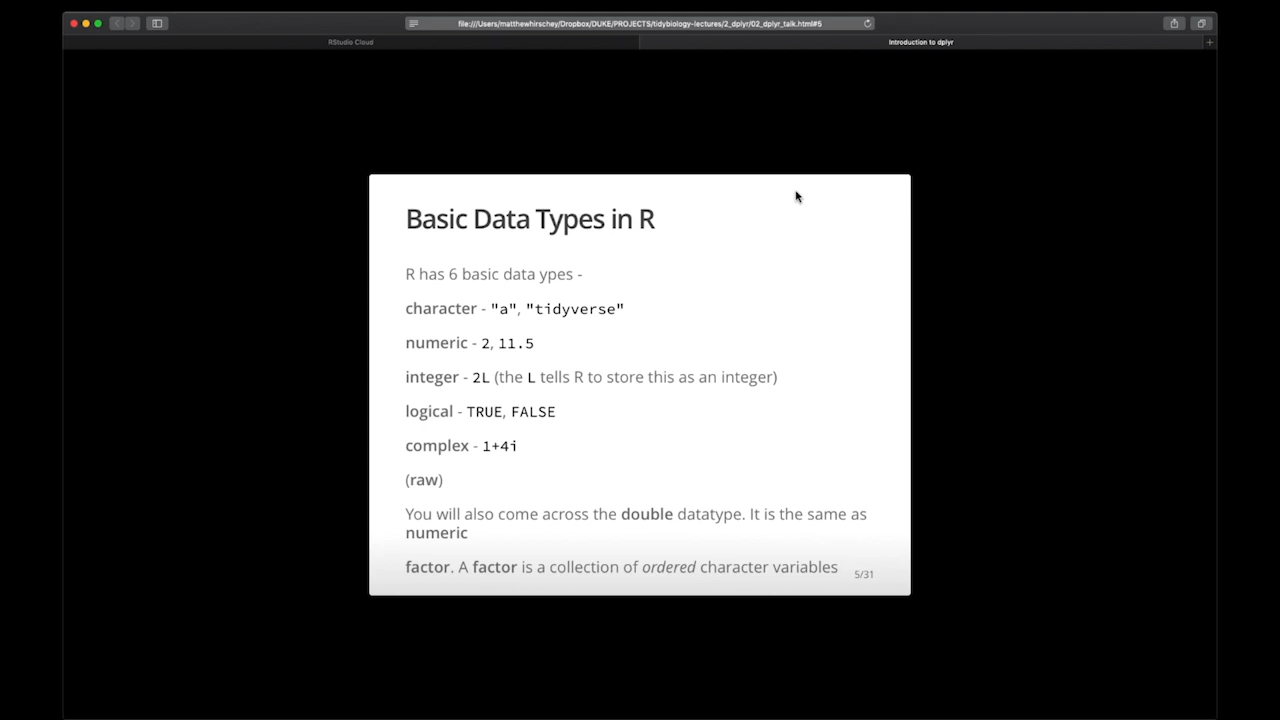 file:///Users/matthewhirschey/Dropbox/DUKE/PROJECTS/tidybiology-lectures/2_dplyr/02_dplyr_talk.html#5
RStudio Cloud
Introduction to dplyr
Basic Data Types in R
R has 6 basic data ypes -
character - "a", "tidyverse"
numeric - 2, 11.5
integer - 2L (the L tells R to store this as an integer)
logical - TRUE, FALSE
complex - 1+4i
(raw)
You will also come across the double datatype. It is the same as
numeric
factor. A factor is a collection of ordered character variables
5/31